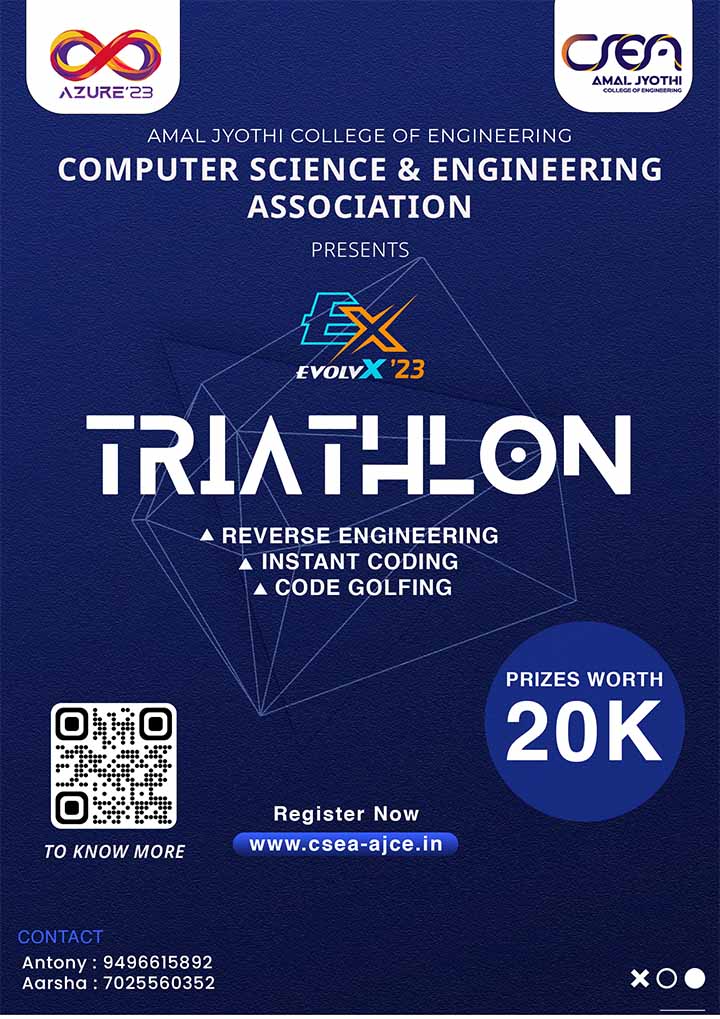 AZURE'23
CSEA
AMAL JYOTHI
COLLEGE OF ENGINEERING
AMAL JYOTHI COLLEGE OF ENGINEERING
COMPUTER SCIENCE & ENGINEERING
ASSOCIATION
PRESENTS
EX
EVOLVX '23
TRIATHLON
REVERSE ENGINEERING
INSTANT CODING
CODE GOLFING
PRIZES WORTH
20K
TO KNOW MORE
Register Now
www.csea-ajce.in
CONTACT
Antony : 9496615892
Aarsha : 7025560352